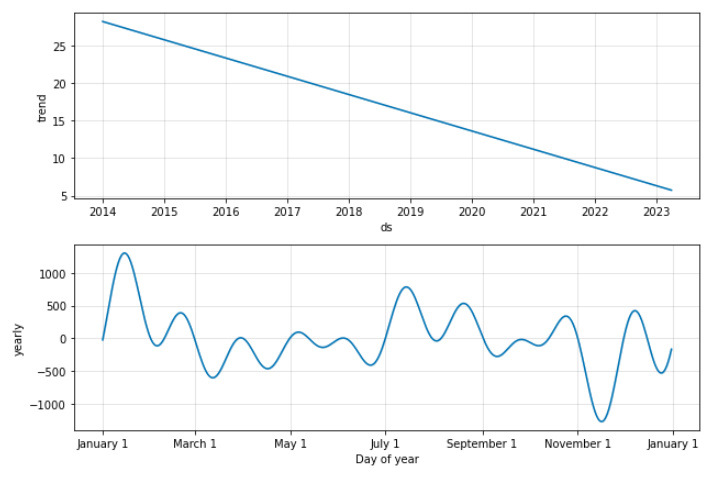 25
20
15
10
5
trend
2014 2015 2016 2017 2018 2019 2020 2021 2022 2023
ds
1000
500
0
−500
−1000
yearly
January 1 March 1 May 1 July 1 September 1 November 1 January 1
Day of year